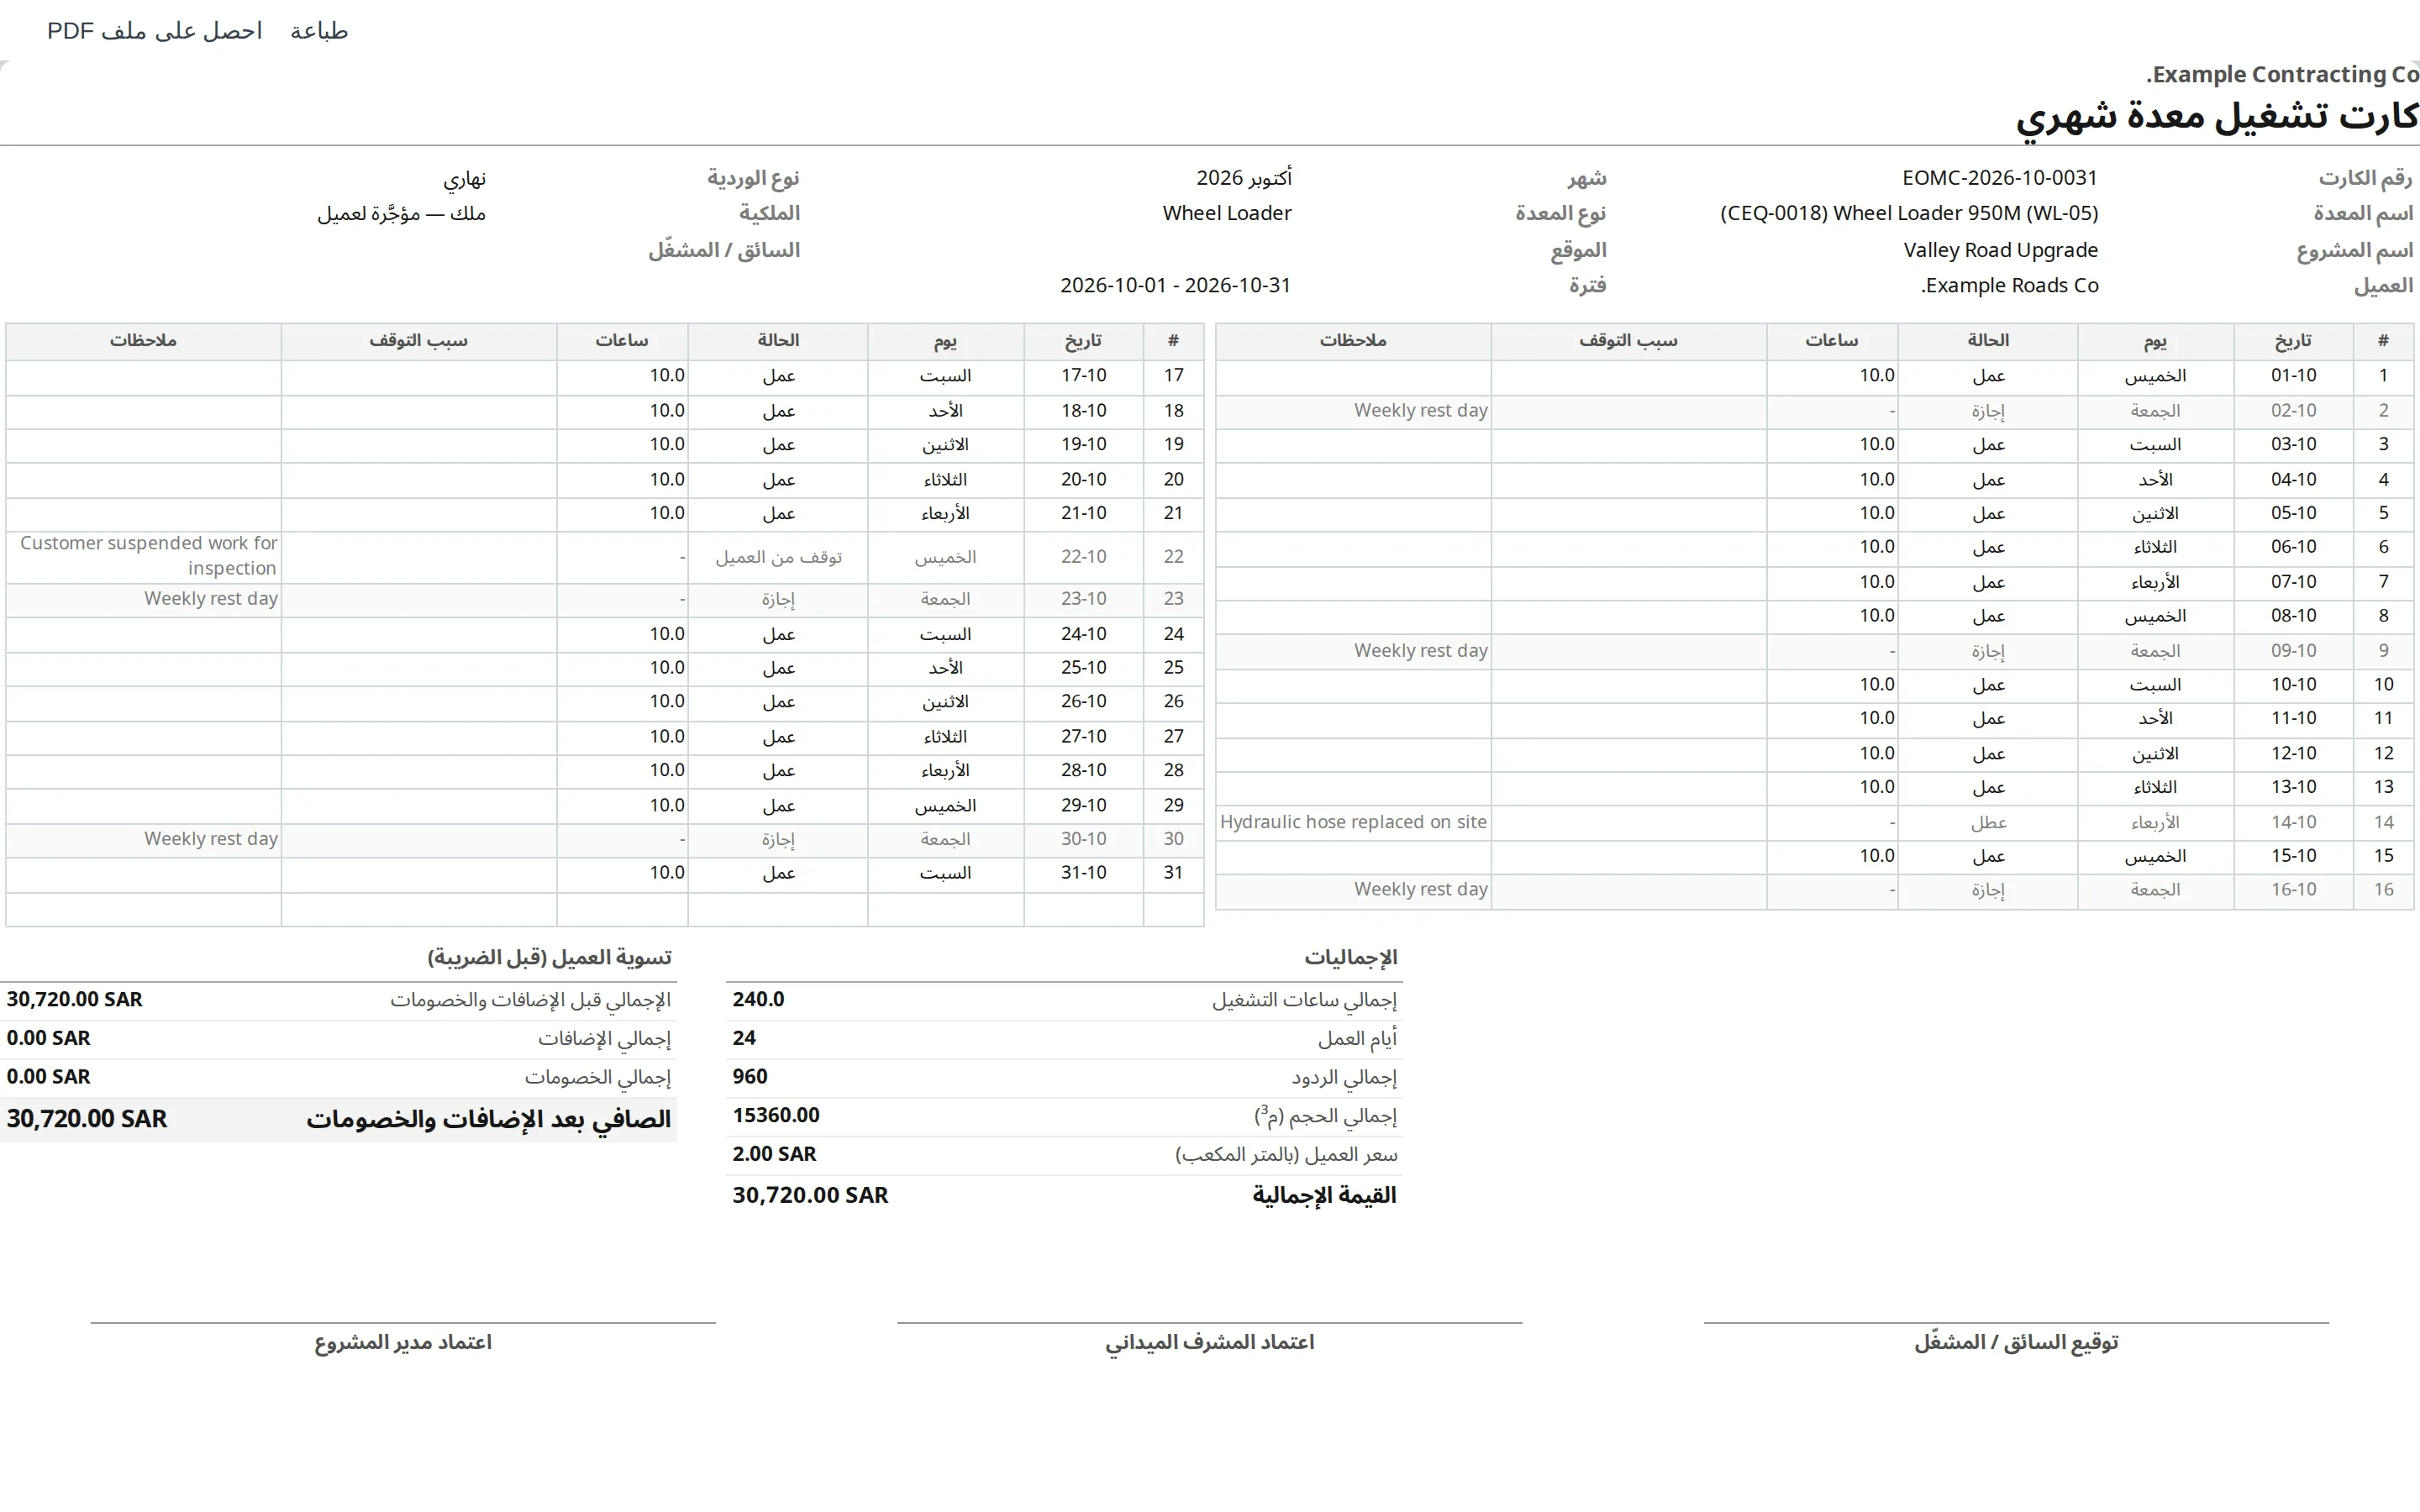 طباعة احصل على ملف PDF
Example Contracting Co.
كارت تشغيل معدة شهري
رقم الكارت EOMC-2026-10-0031 شهر أكتوبر 2026 نوع الوردية نهاري
اسم المعدة (CEQ-0018) Wheel Loader 950M (WL-05) نوع المعدة Wheel Loader الملكية ملك — مؤجَّرة لعميل
اسم المشروع Valley Road Upgrade الموقع السائق / المشغّل
العميل Example Roads Co. فترة 2026-10-01 - 2026-10-31
# تاريخ يوم الحالة ساعات سبب التوقف ملاحظات
1 01-10 الخميس عمل 10.0
2 02-10 الجمعة إجازة - Weekly rest day
3 03-10 السبت عمل 10.0
4 04-10 الأحد عمل 10.0
5 05-10 الاثنين عمل 10.0
6 06-10 الثلاثاء عمل 10.0
7 07-10 الأربعاء عمل 10.0
8 08-10 الخميس عمل 10.0
9 09-10 الجمعة إجازة - Weekly rest day
10 10-10 السبت عمل 10.0
11 11-10 الأحد عمل 10.0
12 12-10 الاثنين عمل 10.0
13 13-10 الثلاثاء عمل 10.0
14 14-10 الأربعاء عطل - Hydraulic hose replaced on site
15 15-10 الخميس عمل 10.0
16 16-10 الجمعة إجازة - Weekly rest day
# تاريخ يوم الحالة ساعات سبب التوقف ملاحظات
17 17-10 السبت عمل 10.0
18 18-10 الأحد عمل 10.0
19 19-10 الاثنين عمل 10.0
20 20-10 الثلاثاء عمل 10.0
21 21-10 الأربعاء عمل 10.0
22 22-10 الخميس توقف من العميل - Customer suspended work for
inspection
23 23-10 الجمعة إجازة - Weekly rest day
24 24-10 السبت عمل 10.0
25 25-10 الأحد عمل 10.0
26 26-10 الاثنين عمل 10.0
27 27-10 الثلاثاء عمل 10.0
28 28-10 الأربعاء عمل 10.0
29 29-10 الخميس عمل 10.0
30 30-10 الجمعة إجازة - Weekly rest day
31 31-10 السبت عمل 10.0
الإجماليات
إجمالي ساعات التشغيل 240.0
أيام العمل 24
إجمالي الردود 960
إجمالي الحجم (م³) 15360.00
سعر العميل (بالمتر المكعب) 2.00 SAR
القيمة الإجمالية 30,720.00 SAR
تسوية العميل (قبل الضريبة)
الإجمالي قبل الإضافات والخصومات 30,720.00 SAR
إجمالي الإضافات 0.00 SAR
إجمالي الخصومات 0.00 SAR
الصافي بعد الإضافات والخصومات 30,720.00 SAR
توقيع السائق / المشغّل
اعتماد المشرف الميداني
اعتماد مدير المشروع